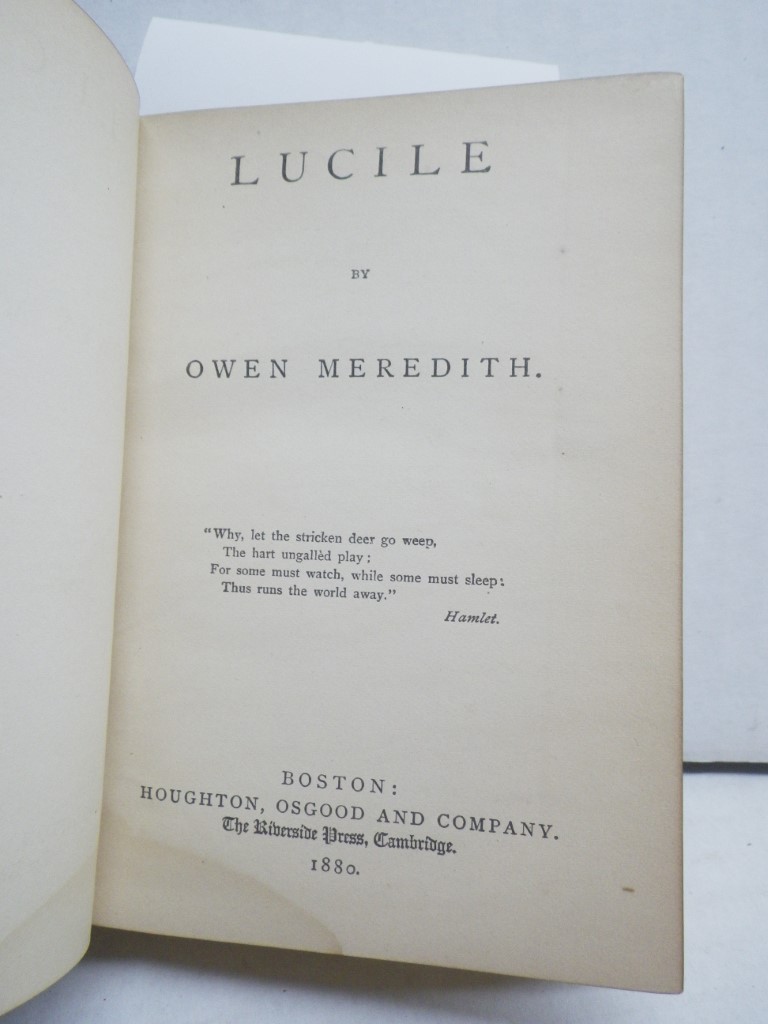 LUCILE
BY
OWEN MEREDITH.
“Why, let the stricken deer go weep,
The hart ungallèd play;
For some must watch, while some must sleep;
Thus runs the world away.”
Hamlet.
BOSTON:
HOUGHTON, OSGOOD AND COMPANY.
The Riverside Press, Cambridge.
1880.